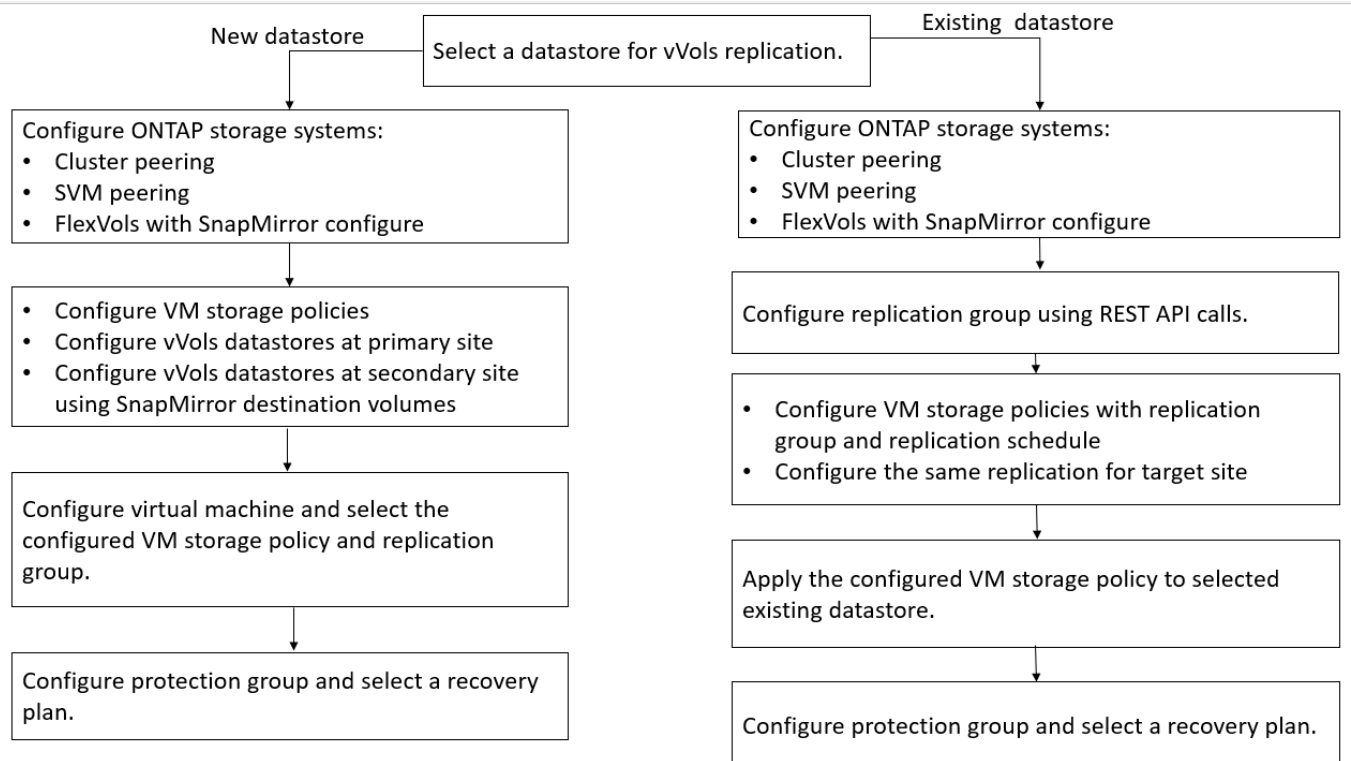 New datastore
Select a datastore for vVols replication.
Existing  datastore
Configure ONTAP storage systems:
• Cluster peering
• SVM peering
• FlexVols with SnapMirror configure
• Configure VM storage policies
• Configure vVols datastores at primary site
• Configure vVols datastores at secondary site
using SnapMirror destination volumes
Configure virtual machine and select the
configured VM storage policy and replication
group.
Configure protection group and select a recovery
plan.
Configure ONTAP storage systems:
• Cluster peering
• SVM peering
• FlexVols with SnapMirror configure
Configure replication group using REST API calls.
• Configure VM storage policies with replication
group and replication schedule
• Configure the same replication for target site
Apply the configured VM storage policy to selected
existing datastore.
Configure protection group and select a recovery plan.